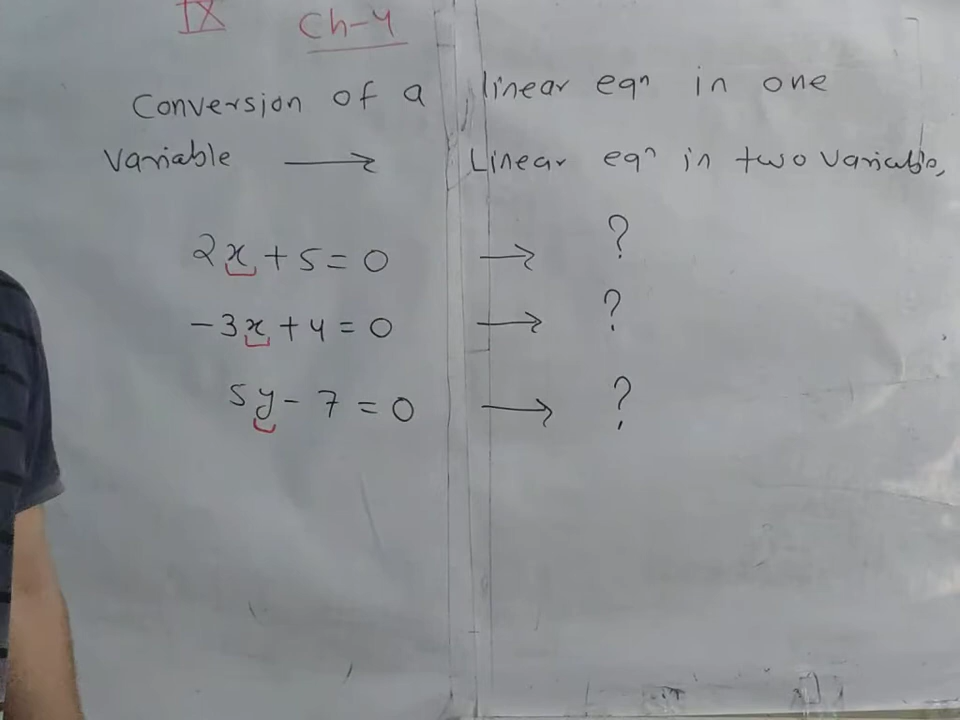 IX Ch-4
Conversion of a linear eqn in one
variable → Linear eqn in two variable,
2x + 5 = 0 → ?
-3x + 4 = 0 → ?
5y - 7 = 0 → ?